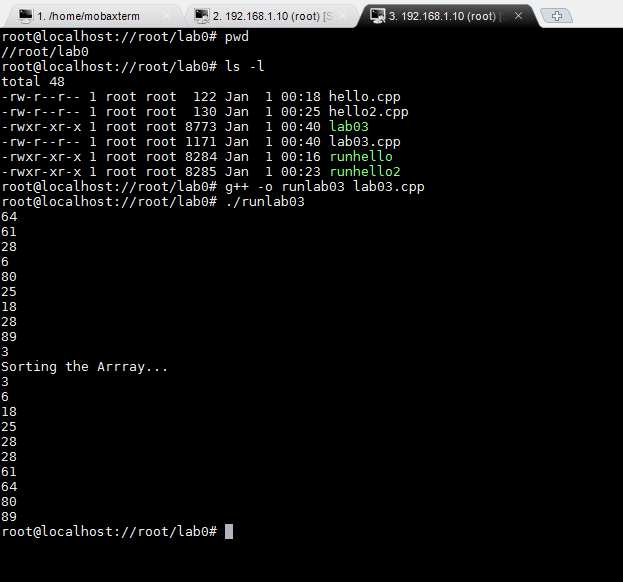 1. /home/mobaxterm
2. 192.168.1.10 (root) [S
3. 192.168.1.10 (root) [
root@localhost://root/lab0# pwd
//root/lab0
root@localhost://root/lab0# ls -l
total 48
-rw-r--r-- 1 root root  122 Jan  1 00:18 hello.cpp
-rw-r--r-- 1 root root  130 Jan  1 00:25 hello2.cpp
-rwxr-xr-x 1 root root 8773 Jan  1 00:40 lab03
-rwxr--r-- 1 root root 1171 Jan  1 00:40 lab03.cpp
-rwxr-xr-x 1 root root 8284 Jan  1 00:16 runhello
-rwxr-xr-x 1 root root 8285 Jan  1 00:23 runhello2
root@localhost://root/lab0# g++ -o runlab03 lab03.cpp
root@localhost://root/lab0# ./runlab03
64
61
28
6
80
25
18
28
89
3
Sorting the Arrray...
3
6
18
25
28
28
61
64
80
89
root@localhost://root/lab0#